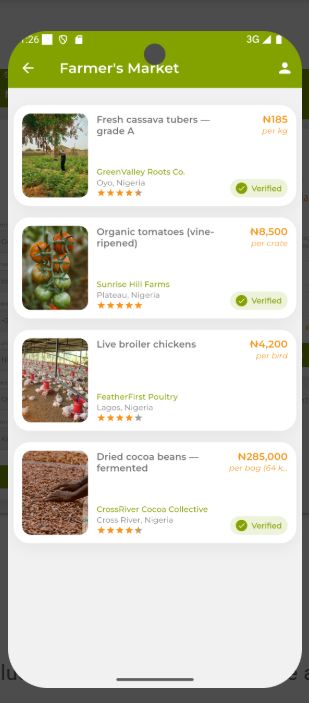 1:26
3G
Farmer's Market
Fresh cassava tubers —
grade A
₦185
per kg
GreenValley Roots Co.
Oyo, Nigeria
Verified
Organic tomatoes (vine-
ripened)
₦8,500
per crate
Sunrise Hill Farms
Plateau, Nigeria
Verified
Live broiler chickens
₦4,200
per bird
FeatherFirst Poultry
Lagos, Nigeria
Dried cocoa beans —
fermented
₦285,000
per bag (64 k...
CrossRiver Cocoa Collective
Cross River, Nigeria
Verified